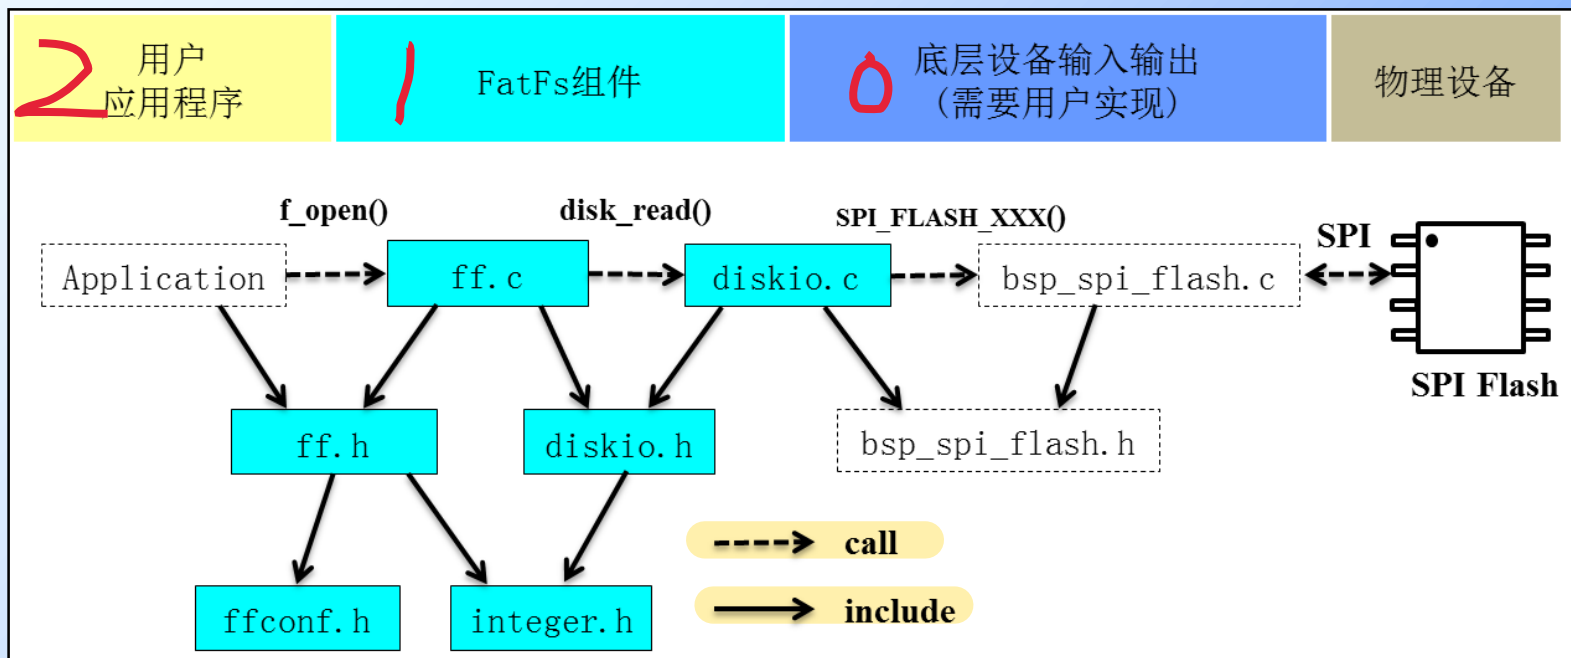 2
用户
应用程序
1
FatFs组件
0
底层设备输入输出
(需要用户实现)
物理设备
f_open()
disk_read()
SPI_FLASH_XXX()
SPI
Application
ff.c
diskio.c
bsp_spi_flash.c
SPI Flash
ff.h
diskio.h
bsp_spi_flash.h
call
ffconf.h
integer.h
include